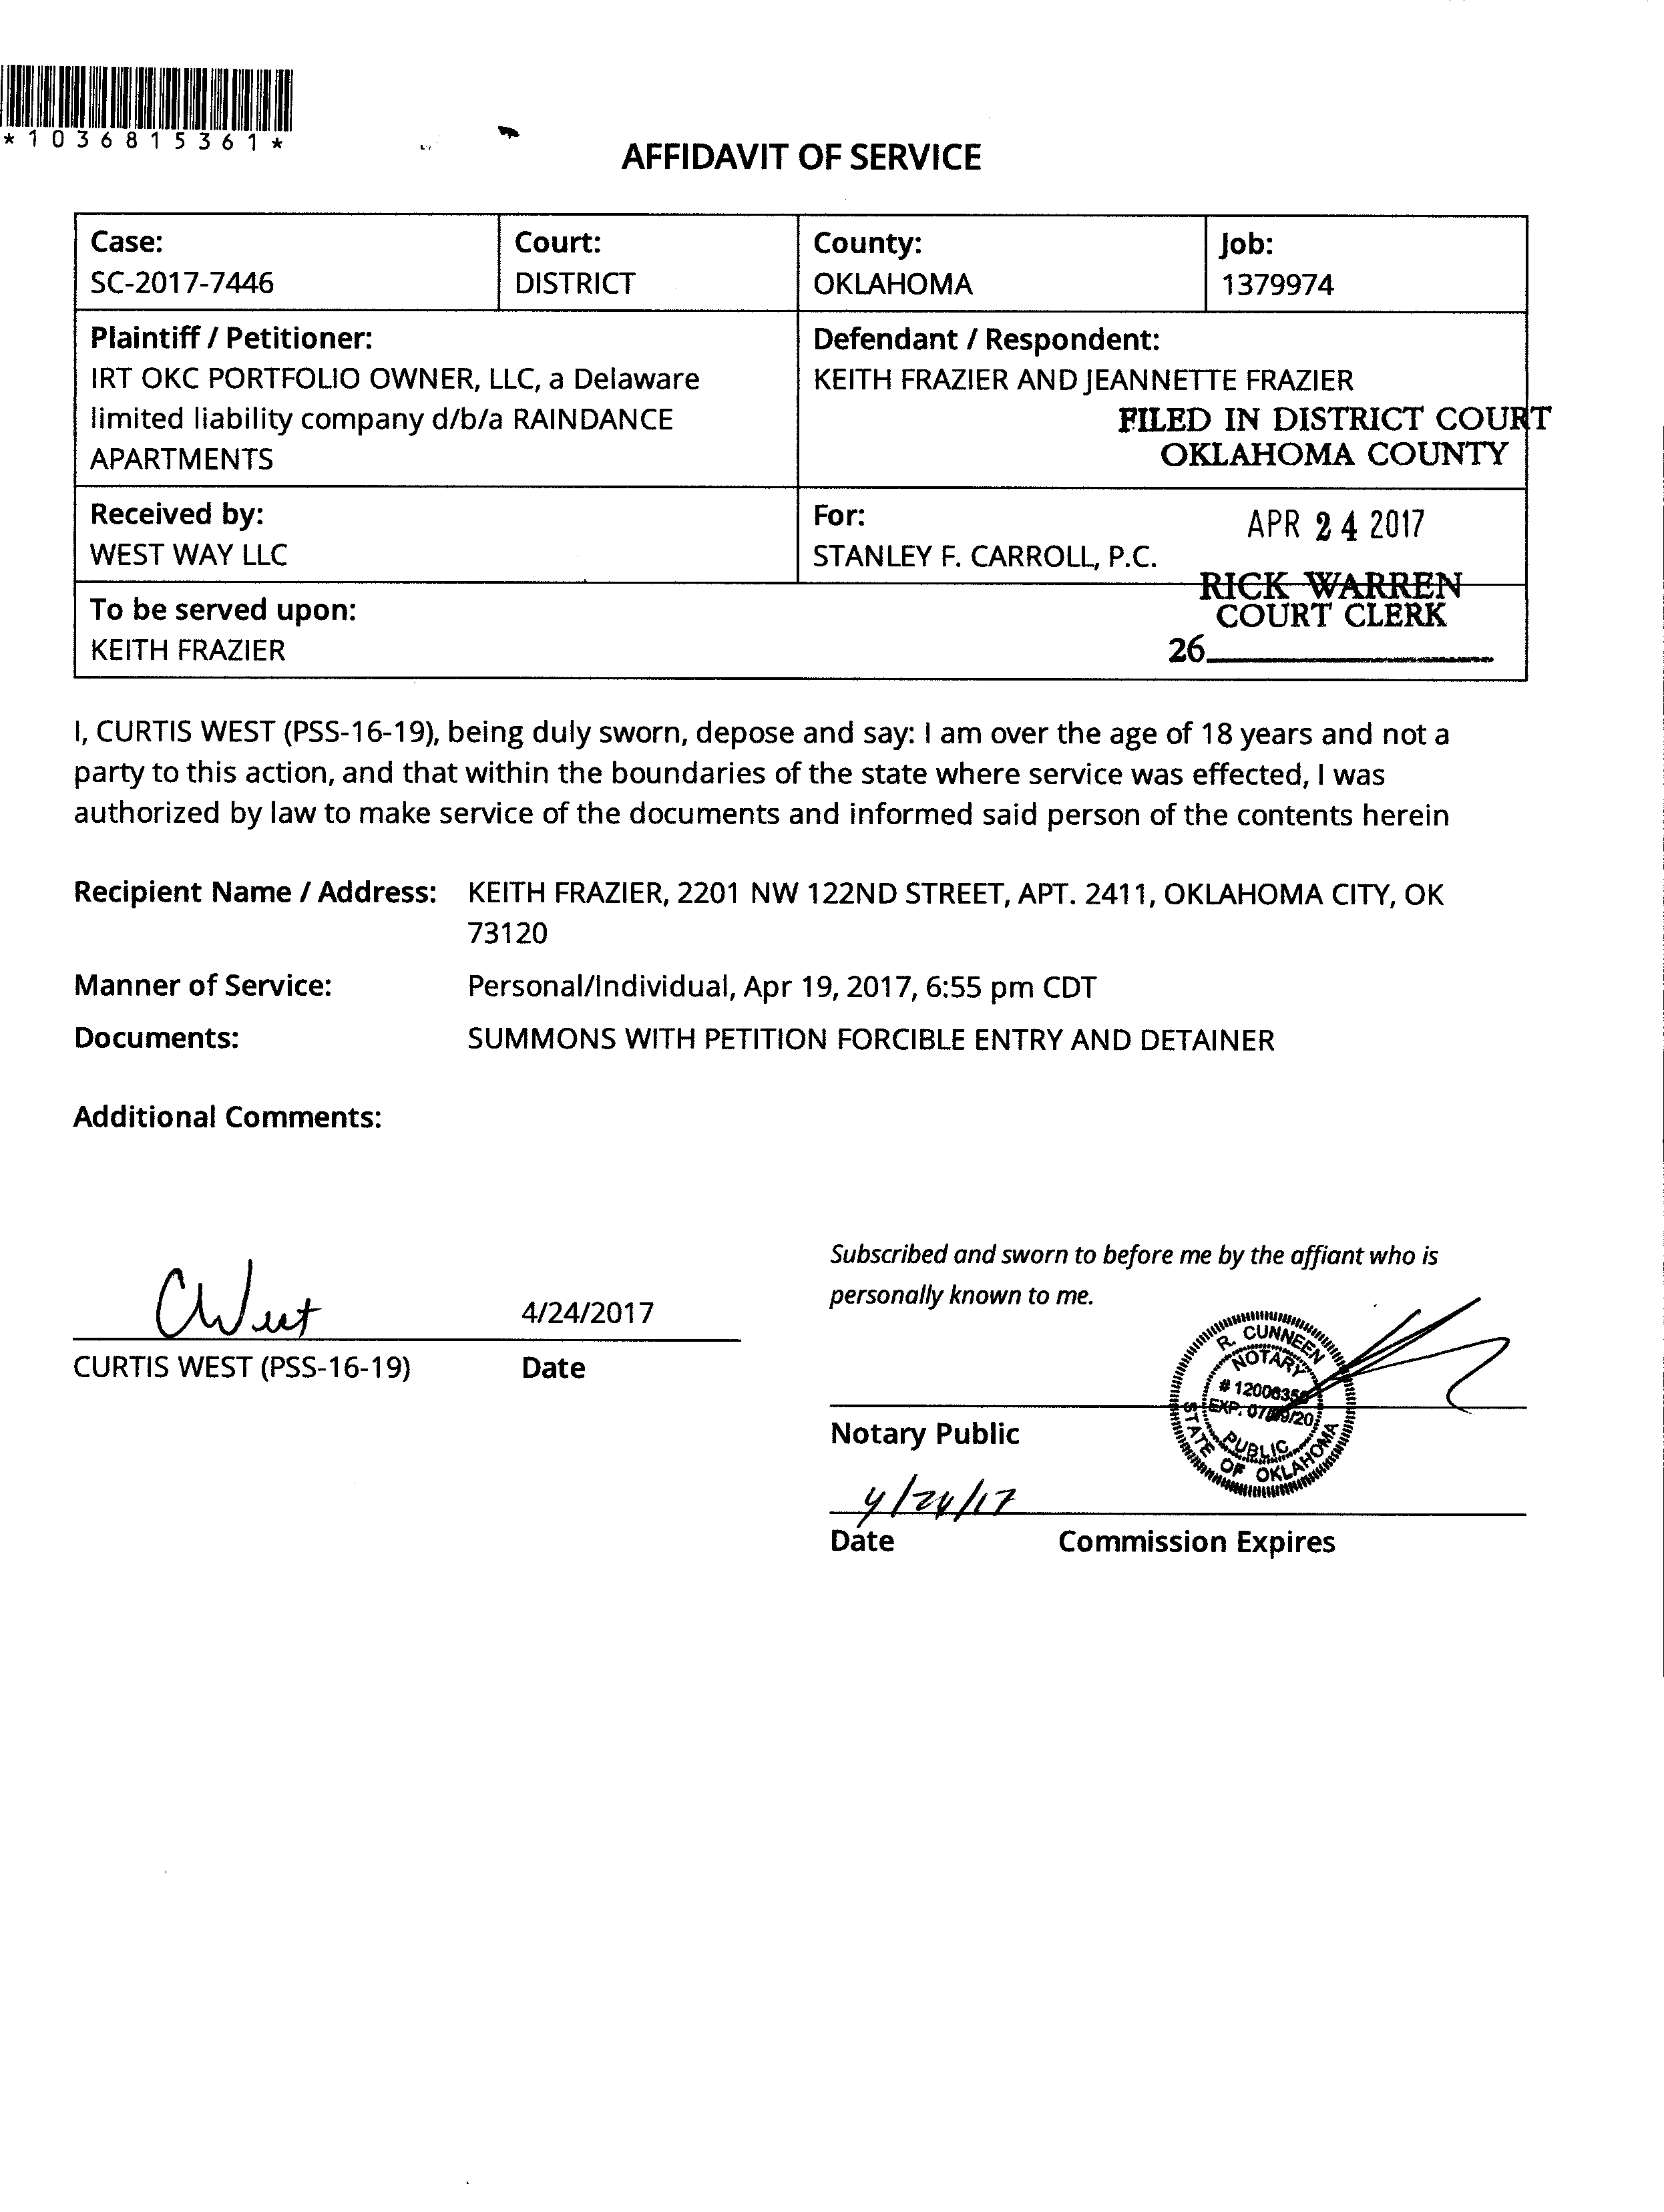 *1036815361*
AFFIDAVIT OF SERVICE
Case:
SC-2017-7446
Court:
DISTRICT
County:
OKLAHOMA
Job:
1379974
Plaintiff / Petitioner:
IRT OKC PORTFOLIO OWNER, LLC, a Delaware
limited liability company d/b/a RAINDANCE
APARTMENTS
Defendant / Respondent:
KEITH FRAZIER AND JEANNETTE FRAZIER
FILED IN DISTRICT COURT
OKLAHOMA COUNTY
Received by:
WEST WAY LLC
For:
STANLEY F. CARROLL, P.C.
APR 24 2017
RICK WARREN
COURT CLERK
26
To be served upon:
KEITH FRAZIER
I, CURTIS WEST (PSS-16-19), being duly sworn, depose and say: I am over the age of 18 years and not a
party to this action, and that within the boundaries of the state where service was effected, I was
authorized by law to make service of the documents and informed said person of the contents herein
Recipient Name / Address: KEITH FRAZIER, 2201 NW 122ND STREET, APT. 2411, OKLAHOMA CITY, OK
73120
Manner of Service: Personal/Individual, Apr 19, 2017, 6:55 pm CDT
Documents: SUMMONS WITH PETITION FORCIBLE ENTRY AND DETAINER
Additional Comments:
CWest 4/24/2017
CURTIS WEST (PSS-16-19) Date
Subscribed and sworn to before me by the affiant who is
personally known to me.
R. CUNNEEN
NOTARY
EXP.
PUBLIC
STATE OF OKLAHOMA
Notary Public
4/24/17
Date Commission Expires